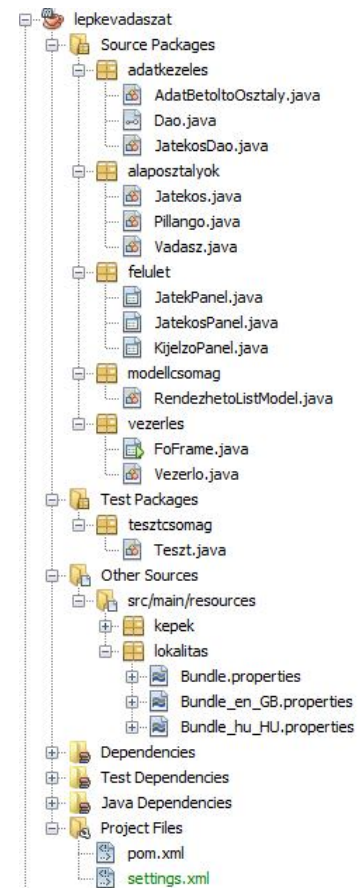 lepkevadaszat
Source Packages
adatkezeles
AdatBetoltoOsztaly.java
Dao.java
JatekosDao.java
alaposztalyok
Jatekos.java
Pillango.java
Vadasz.java
felulet
JatekPanel.java
JatekosPanel.java
KijelzoPanel.java
modellcsomag
RendezhetoListModel.java
vezerles
FoFrame.java
Vezerlo.java
Test Packages
tesztcsomag
Teszt.java
Other Sources
src/main/resources
kepek
lokalitas
Bundle.properties
Bundle_en_GB.properties
Bundle_hu_HU.properties
Dependencies
Test Dependencies
Java Dependencies
Project Files
pom.xml
settings.xml